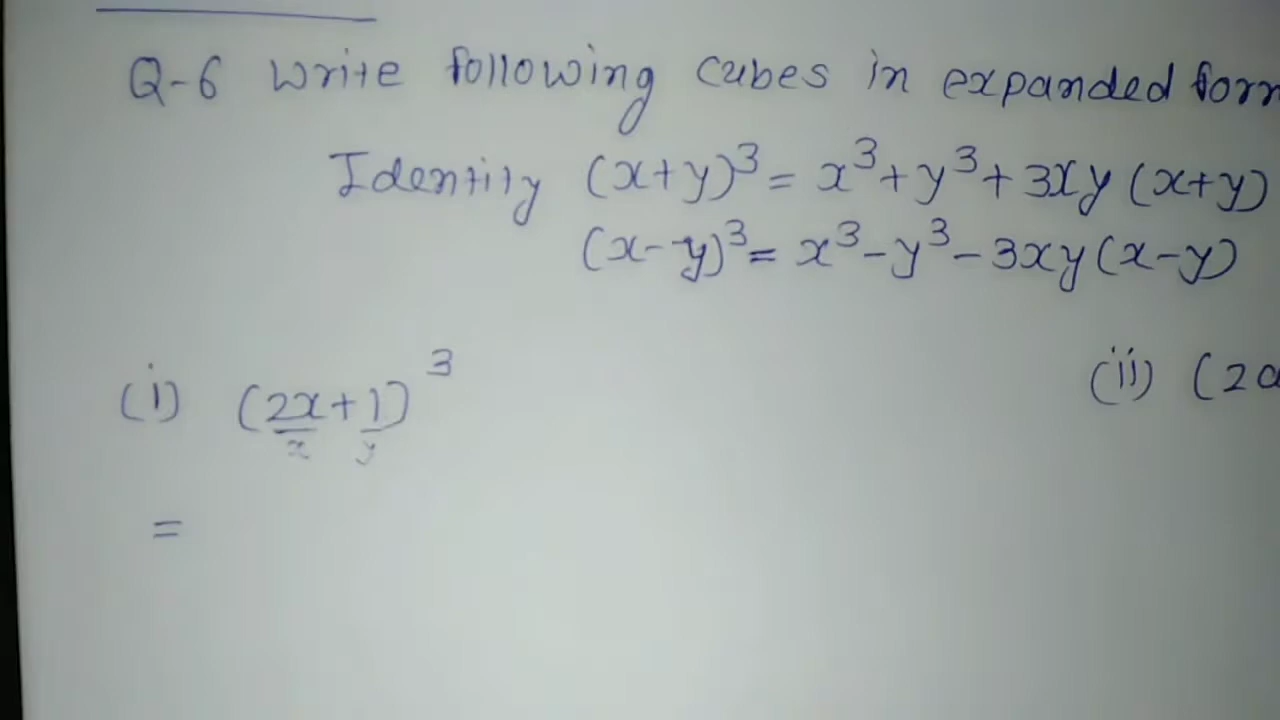 Q-6 Write following cubes in expanded form
Identity (x+y)³ = x³+y³+3xy(x+y)
(x-y)³ = x³-y³-3xy(x-y)
(i) (2x+1)³ (ii) (2a
x y
=